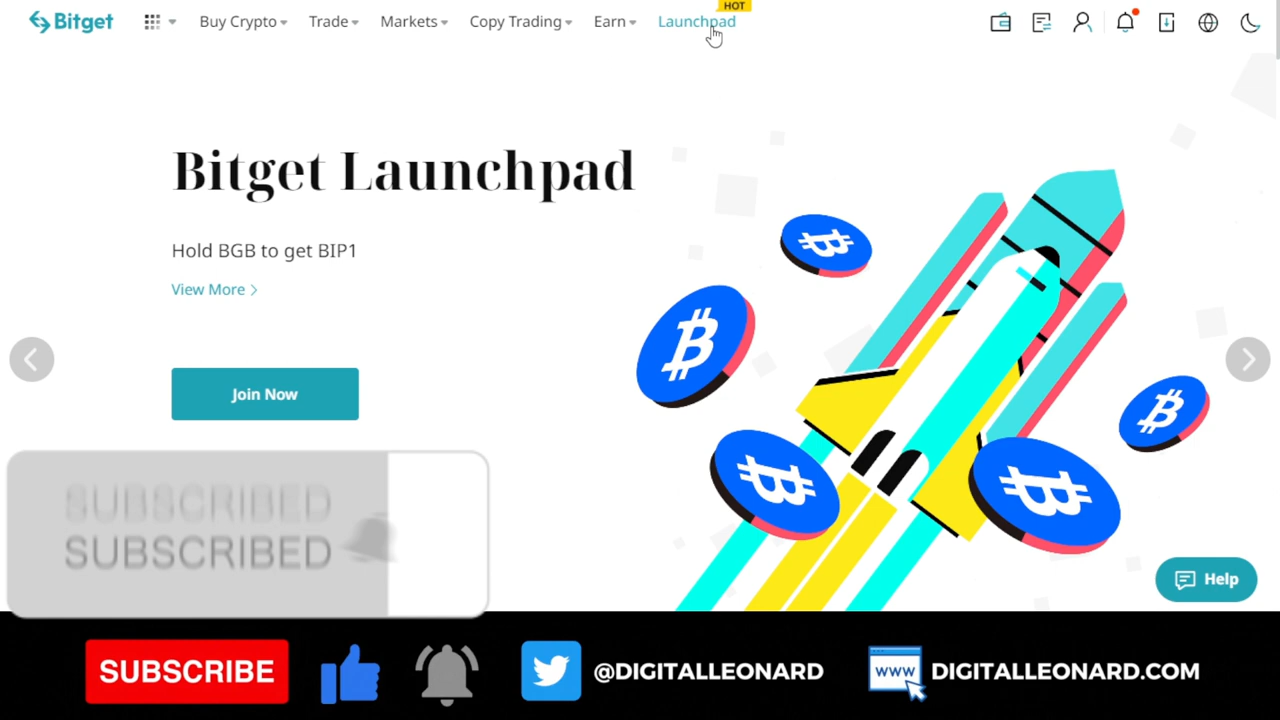 HOT
Bitget Buy Crypto Trade Markets Copy Trading Earn Launchpad
Bitget Launchpad
Hold BGB to get BIP1
View More
Join Now
SUBSCRIBED
SUBSCRIBED
Help
SUBSCRIBE @DIGITALLEONARD WWW DIGITALLEONARD.COM